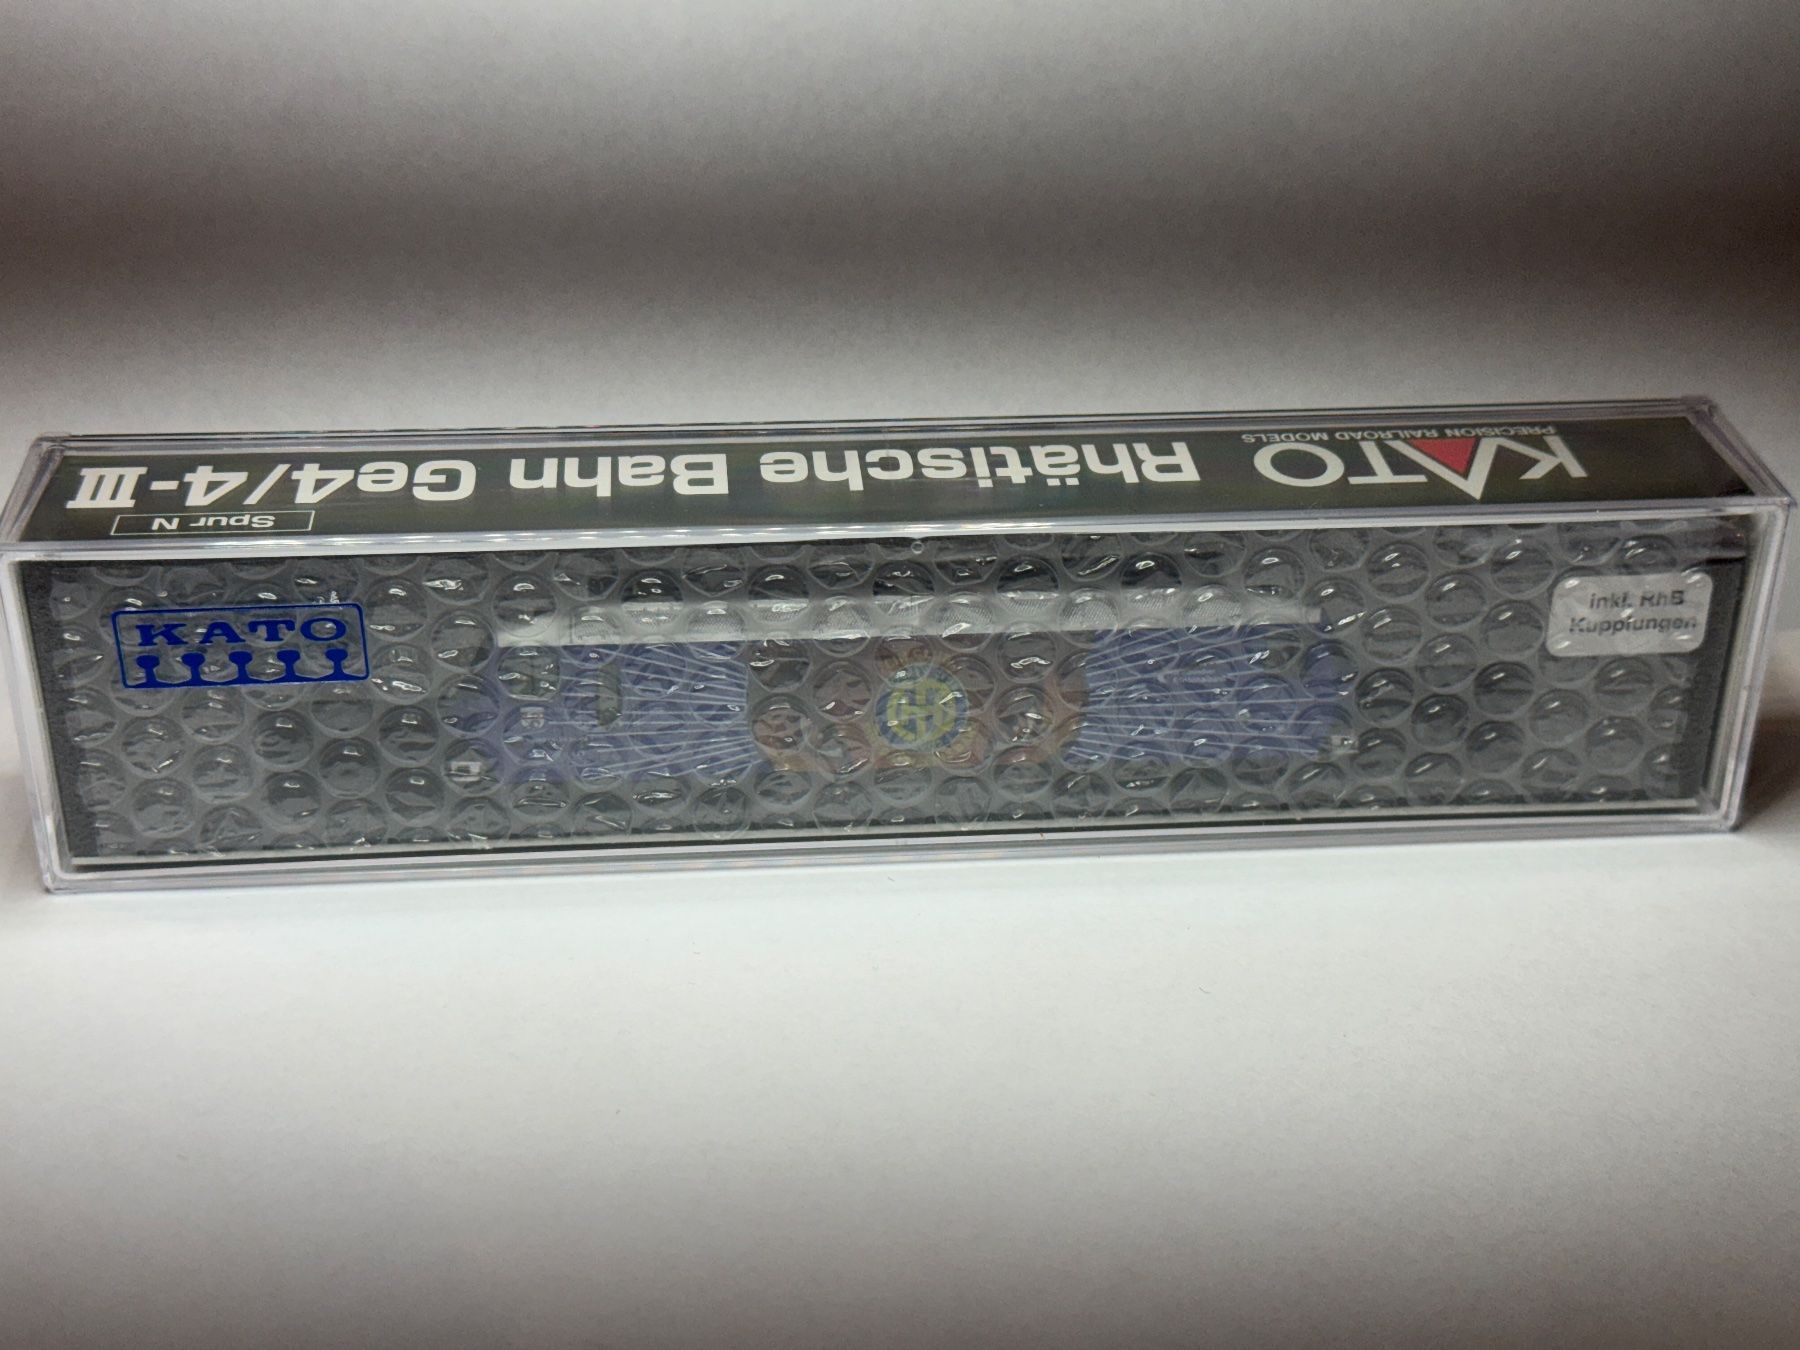 KATO
PRECISION RAILROAD MODELS
Rhätische Bahn Ge4/4-III
Spur N
KATO
inkl. RhB
Kupplungen